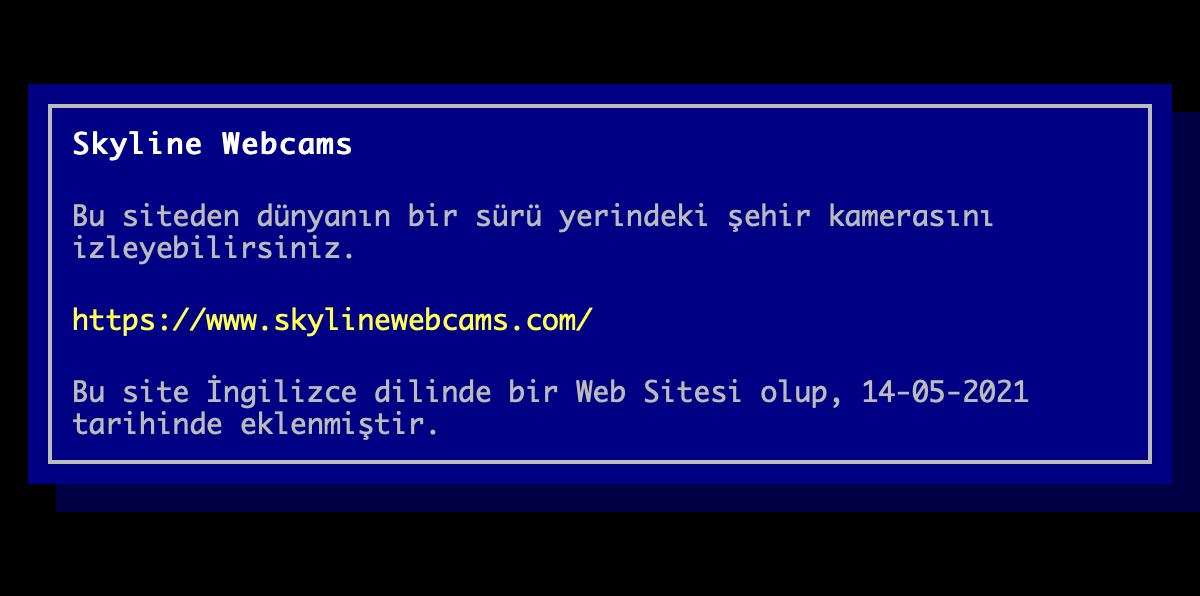 Skyline Webcams
Bu siteden dünyanın bir sürü yerindeki şehir kamerasını
izleyebilirsiniz.
https://www.skylinewebcams.com/
Bu site İngilizce dilinde bir Web Sitesi olup, 14-05-2021
tarihinde eklenmiştir.